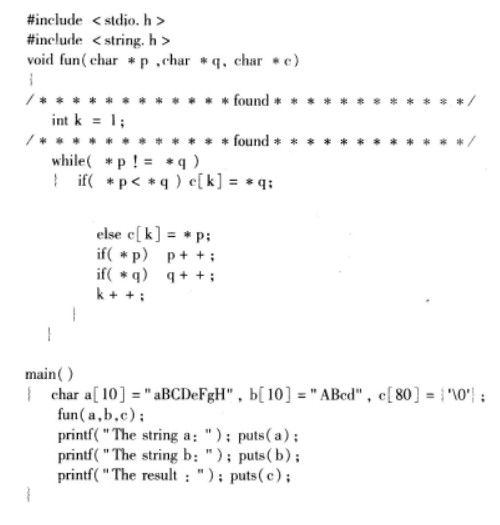 #include < stdio. h >
#include < string. h >
void fun( char * p ,char * q, char * c)
{
/ * * * * * * * * * * * * found * * * * * * * * * * * * * /
int k = 1;
/ * * * * * * * * * * * * found * * * * * * * * * * * * * /
while( * p ! = * q )
{ if( * p < * q ) c[ k ] = * q;
else c[ k ] = * p;
if( * p) p + + ;
if( * q) q + + ;
k + + ;
}
}
main( )
{ char a[ 10 ] = " aBCDeFgH" , b[ 10 ] = " ABcd" , c[ 80 ] = { '\0'} ;
fun( a,b,c) ;
printf( " The string a: " ) ; puts( a) ;
printf( " The string b: " ) ; puts( b) ;
printf( " The result : " ) ; puts( c) ;
}